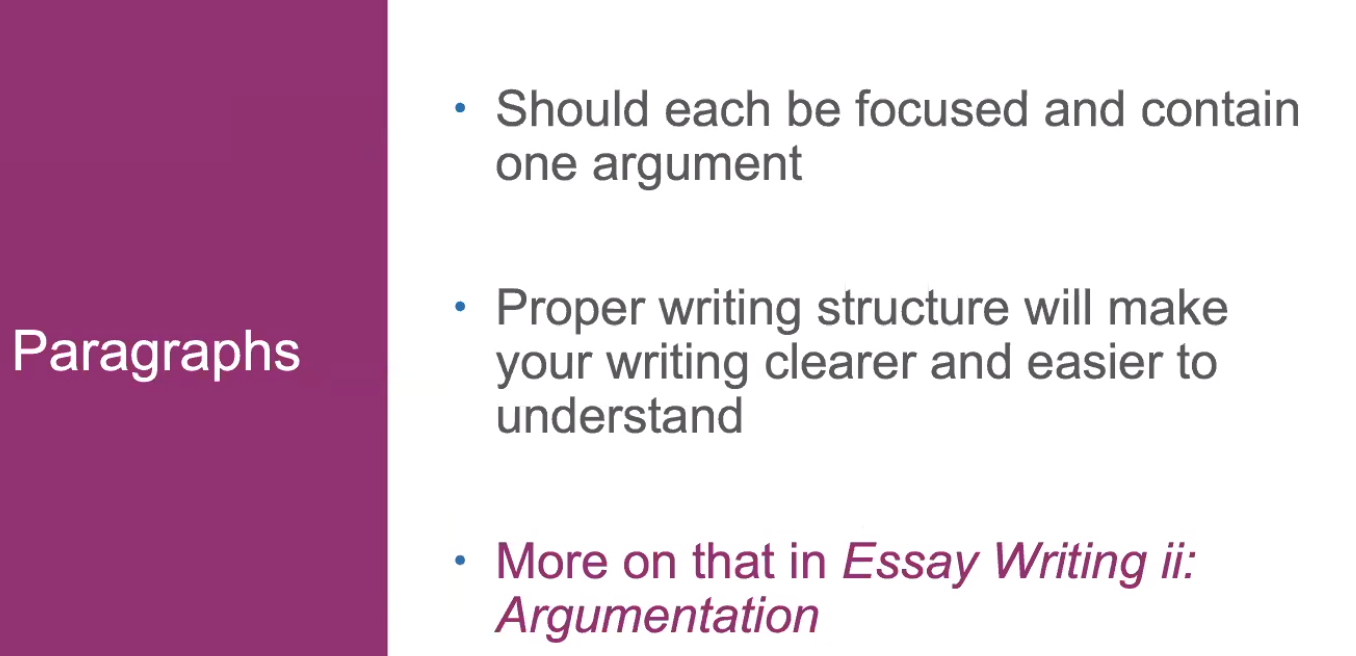 Paragraphs
• Should each be focused and contain
one argument
• Proper writing structure will make
your writing clearer and easier to
understand
• More on that in Essay Writing ii:
Argumentation